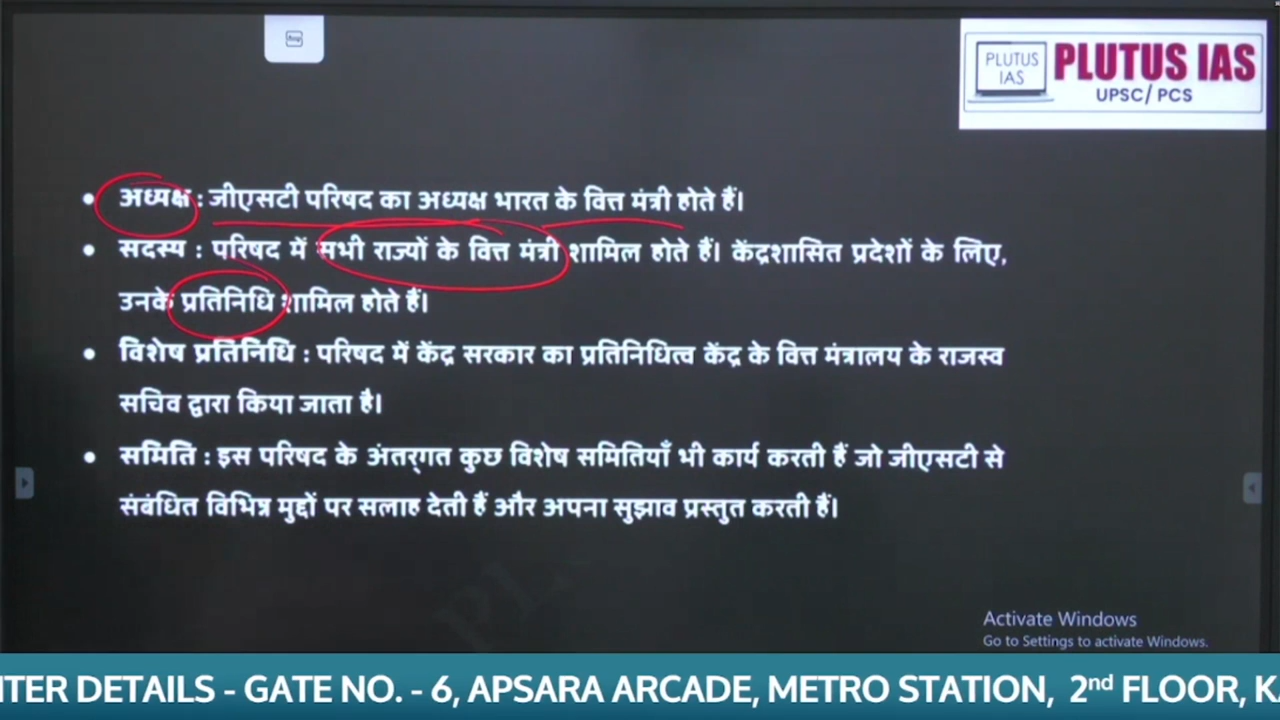 PLUTUS IAS
PLUTUS IAS
UPSC/ PCS
• अध्यक्ष : जीएसटी परिषद का अध्यक्ष भारत के वित्त मंत्री होते हैं।
• सदस्य : परिषद में सभी राज्यों के वित्त मंत्री शामिल होते हैं। केंद्रशासित प्रदेशों के लिए,
उनके प्रतिनिधि शामिल होते हैं।
• विशेष प्रतिनिधि : परिषद में केंद्र सरकार का प्रतिनिधित्व केंद्र के वित्त मंत्रालय के राजस्व
सचिव द्वारा किया जाता है।
• समिति : इस परिषद के अंतर्गत कुछ विशेष समितियाँ भी कार्य करती हैं जो जीएसटी से
संबंधित विभिन्न मुद्दों पर सलाह देती हैं और अपना सुझाव प्रस्तुत करती हैं।
Activate Windows
Go to Settings to activate Windows.
NTER DETAILS - GATE NO. - 6, APSARA ARCADE, METRO STATION, 2nd FLOOR, KA